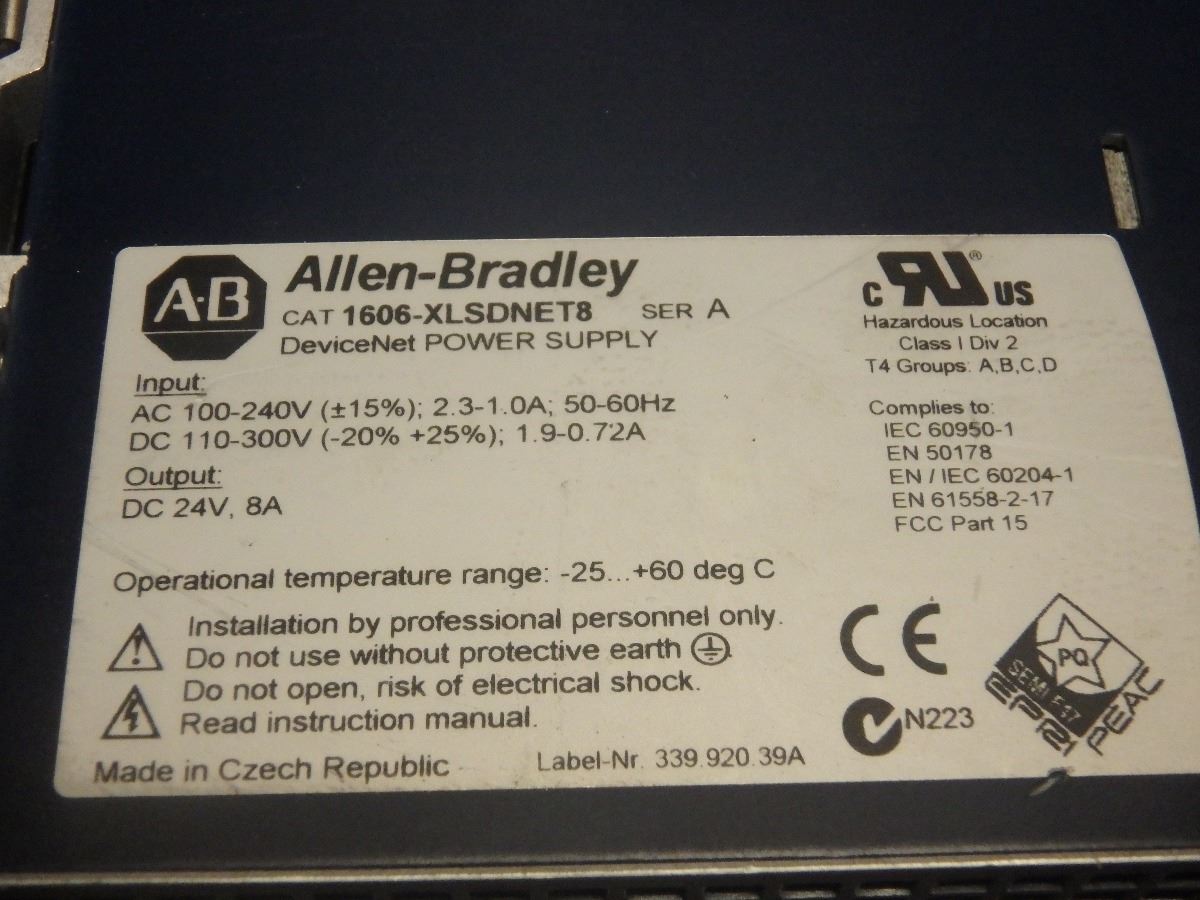 A·B
Allen-Bradley
CAT 1606-XLSDNET8 SER A
DeviceNet POWER SUPPLY
Input:
AC 100-240V (±15%); 2.3-1.0A; 50-60Hz
DC 110-300V (-20% +25%); 1.9-0.72A
Output:
DC 24V, 8A
Operational temperature range: -25...+60 deg C
Installation by professional personnel only.
Do not use without protective earth
Do not open, risk of electrical shock.
Read instruction manual.
Made in Czech Republic
Label-Nr. 339.920.39A
C RU® US
Hazardous Location
Class I Div 2
T4 Groups: A,B,C,D
Complies to:
IEC 60950-1
EN 50178
EN / IEC 60204-1
EN 61558-2-17
FCC Part 15
CE
N223
PQ
SEMI F47
EPRI
PEAC